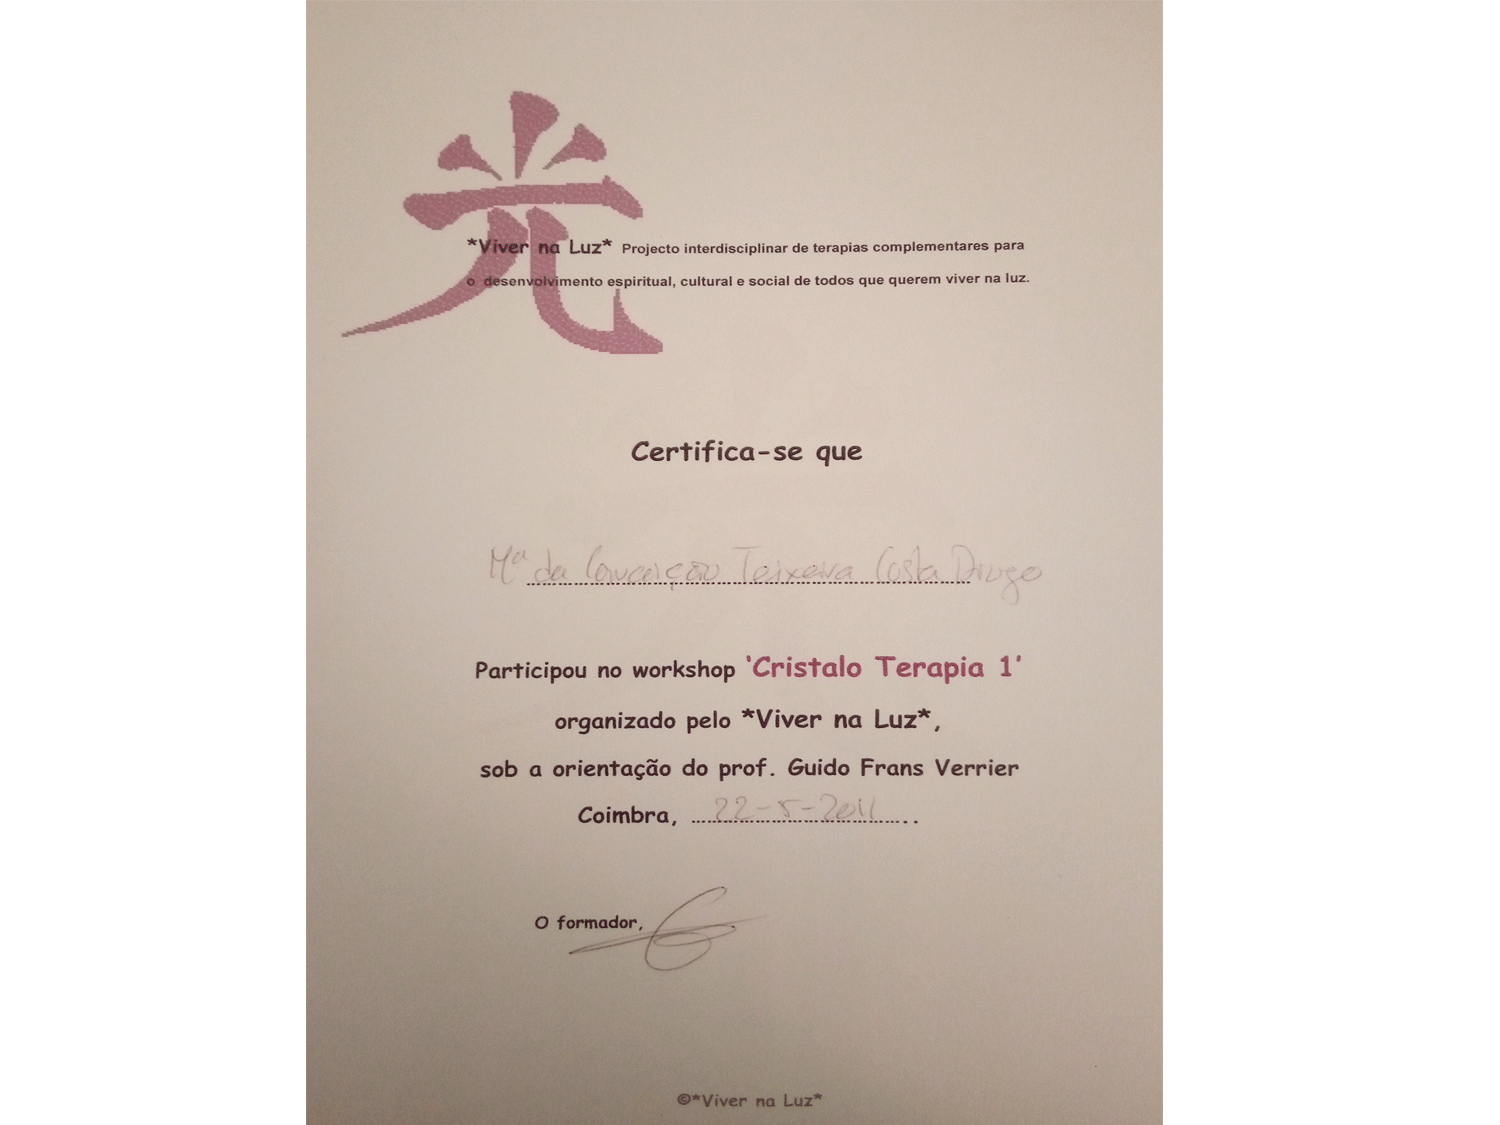 光
*Viver na Luz* Projecto interdisciplinar de terapias complementares para
o desenvolvimento espiritual, cultural e social de todos que querem viver na luz.
Certifica-se que
Mª da Conceição Teixeira Costa
Participou no workshop 'Cristalo Terapia 1'
organizado pelo *Viver na Luz*,
sob a orientação do prof. Guido Frans Verrier
Coimbra, 22-5-2011
O formador,
©*Viver na Luz*